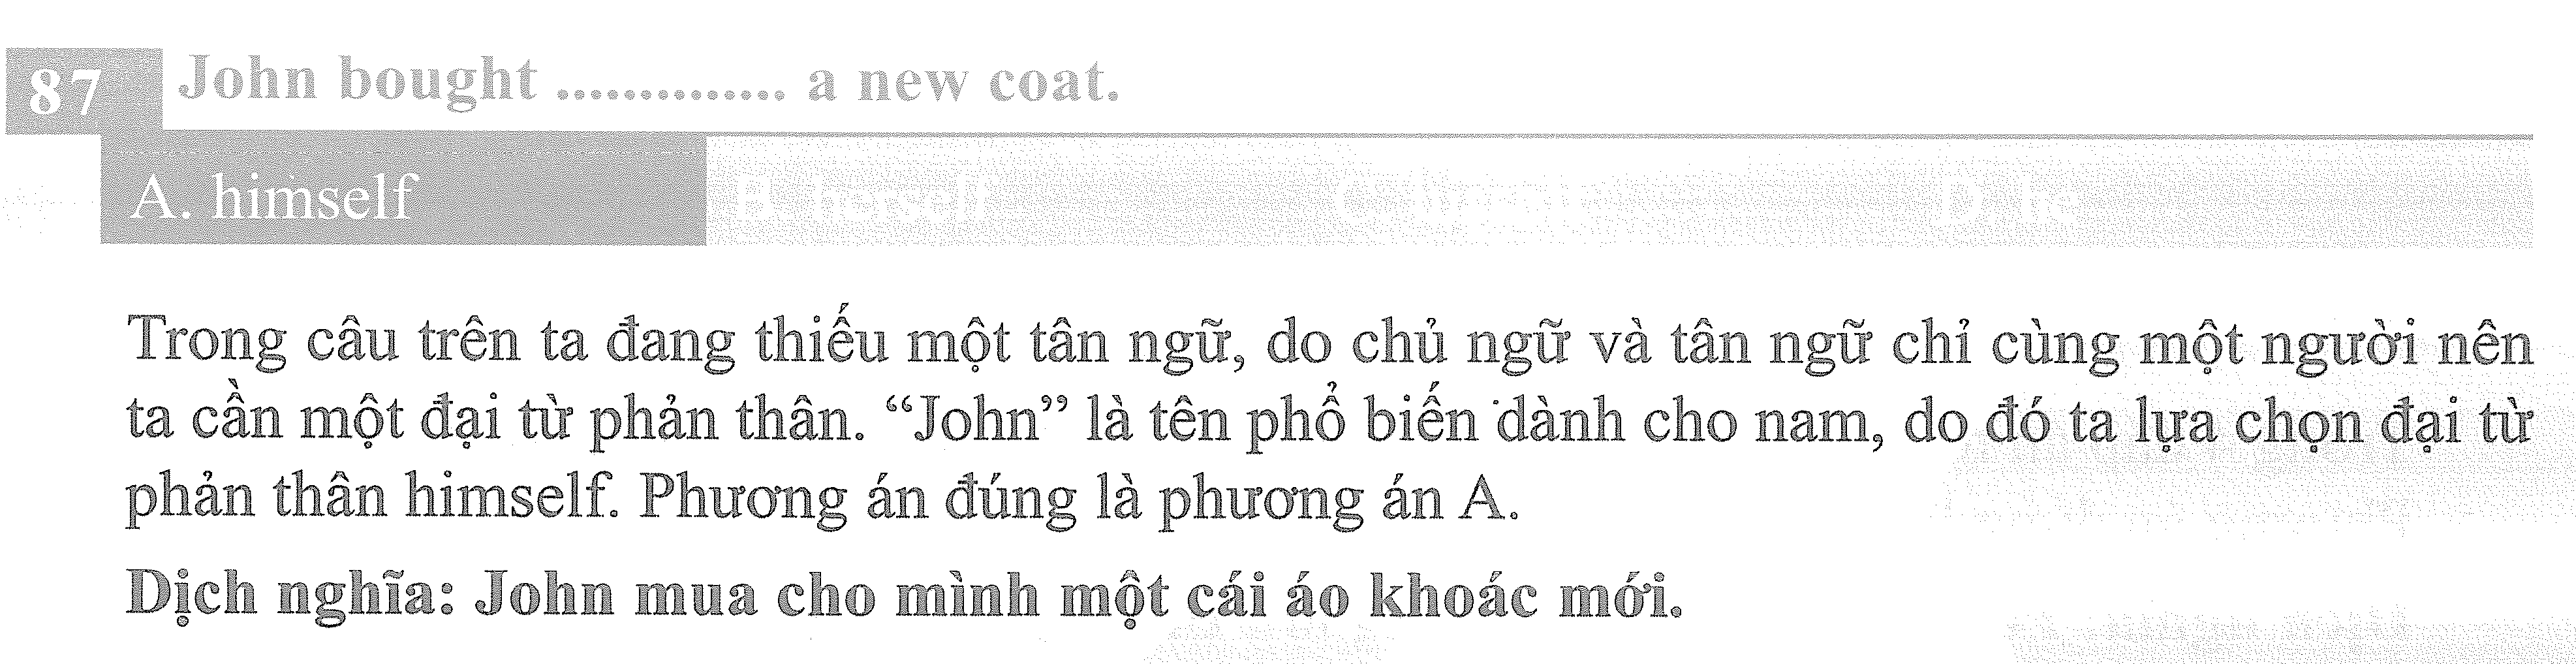 87 John bought ............. a new coat.
A. himself B. herself D. he
Trong câu trên ta đang thiếu một tân ngữ, do chủ ngữ và tân ngữ chỉ cùng một người nên
ta cần một đại từ phản thân. “John” là tên phổ biến dành cho nam, do đó ta lựa chọn đại từ
phản thân himself. Phương án đúng là phương án A.
Dịch nghĩa: John mua cho mình một cái áo khoác mới.